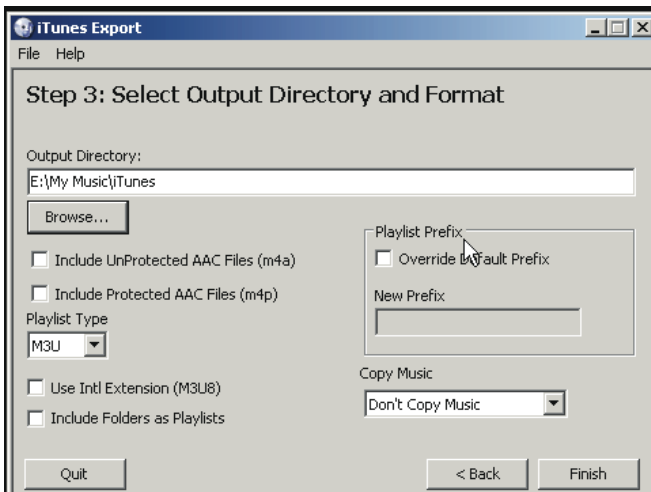 iTunes Export
File Help
Step 3: Select Output Directory and Format
Output Directory:
E:\My Music\iTunes
Browse...
Playlist Prefix
Include UnProtected AAC Files (m4a)
Override Default Prefix
Include Protected AAC Files (m4p)
New Prefix
Playlist Type
M3U
Copy Music
Use Intl Extension (M3U8)
Don't Copy Music
Include Folders as Playlists
Quit
< Back
Finish